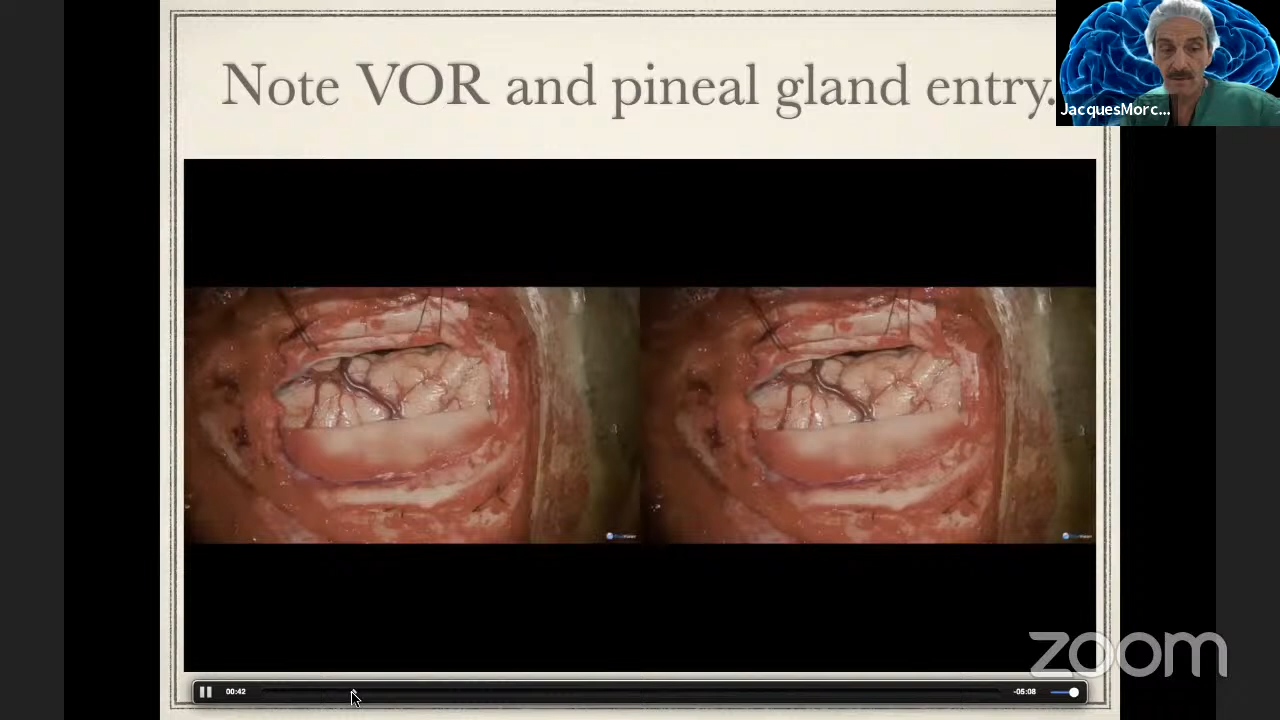 Note VOR and pineal gland entry.
JacquesMorc...
00:42
-05:08
zoom